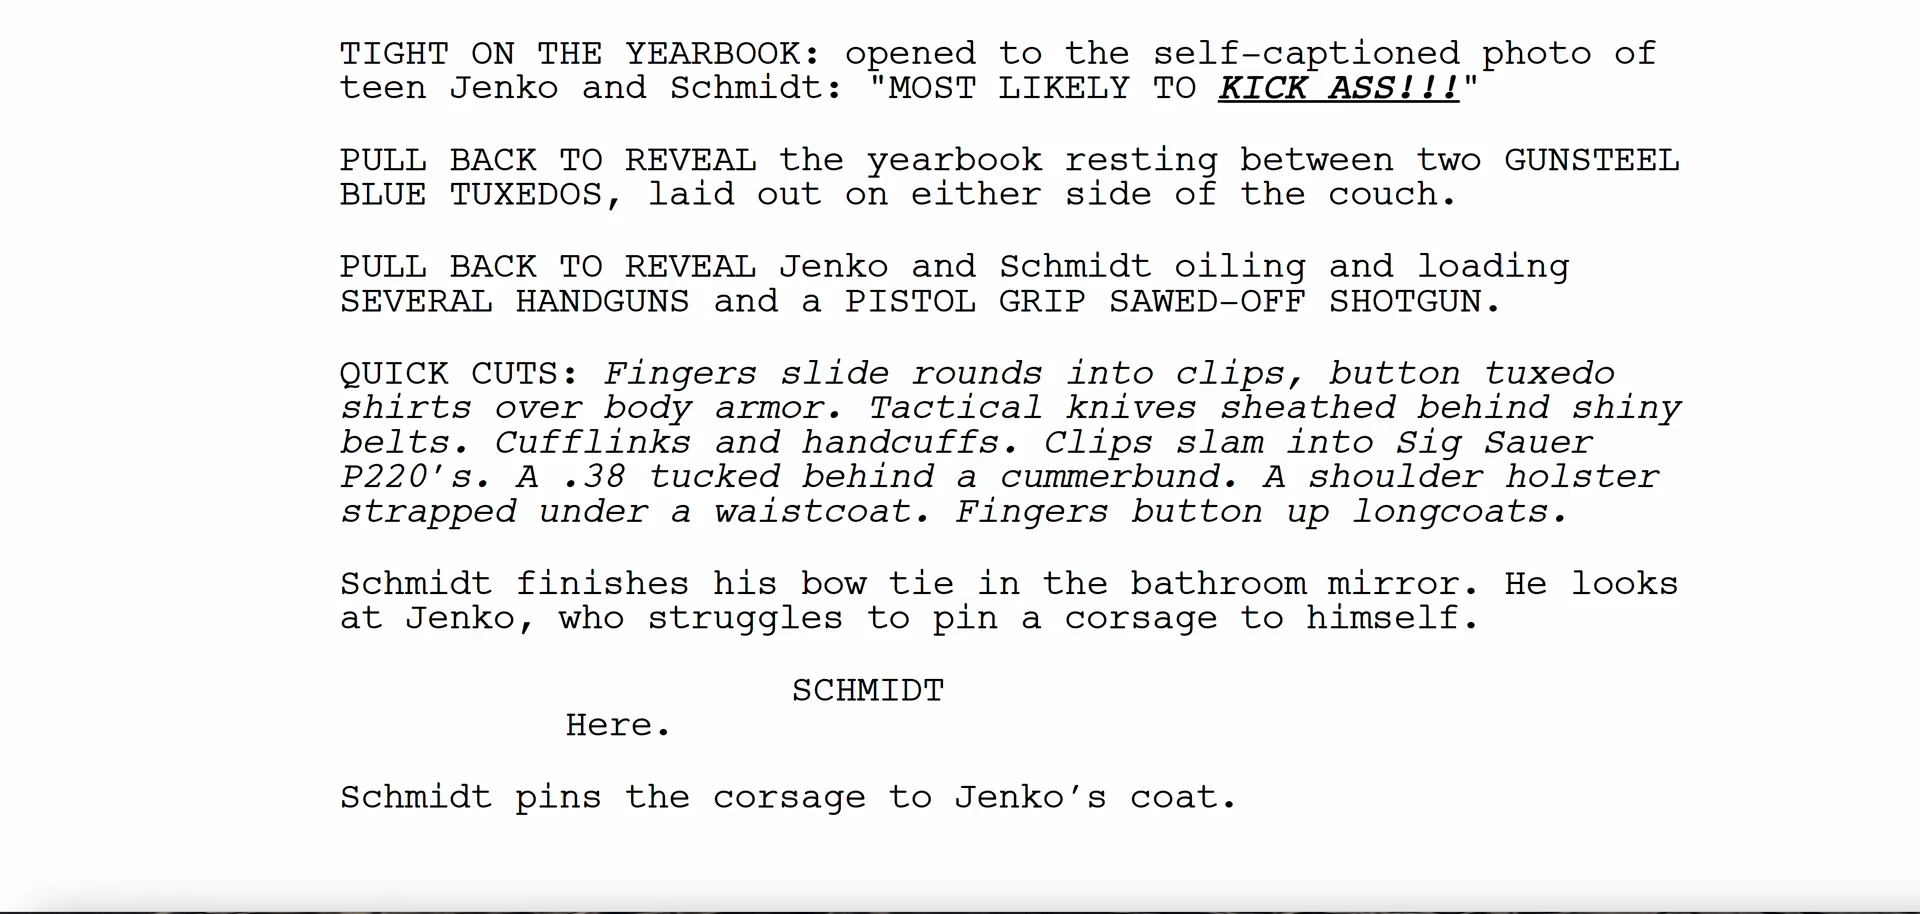 TIGHT ON THE YEARBOOK: opened to the self-captioned photo of
teen Jenko and Schmidt: "MOST LIKELY TO KICK ASS!!!"
PULL BACK TO REVEAL the yearbook resting between two GUNSTEEL
BLUE TUXEDOS, laid out on either side of the couch.
PULL BACK TO REVEAL Jenko and Schmidt oiling and loading
SEVERAL HANDGUNS and a PISTOL GRIP SAWED-OFF SHOTGUN.
QUICK CUTS: Fingers slide rounds into clips, button tuxedo
shirts over body armor. Tactical knives sheathed behind shiny
belts. Cufflinks and handcuffs. Clips slam into Sig Sauer
P220's. A .38 tucked behind a cummerbund. A shoulder holster
strapped under a waistcoat. Fingers button up longcoats.
Schmidt finishes his bow tie in the bathroom mirror. He looks
at Jenko, who struggles to pin a corsage to himself.
SCHMIDT
Here.
Schmidt pins the corsage to Jenko's coat.